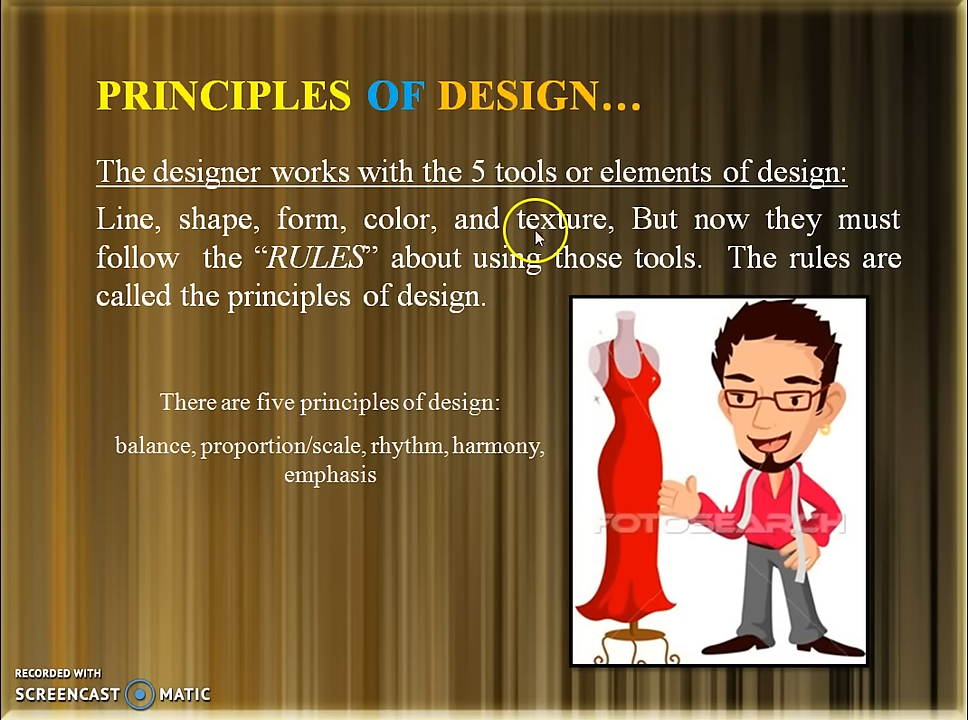 PRINCIPLES OF DESIGN…
The designer works with the 5 tools or elements of design:
Line, shape, form, color, and texture, But now they must
follow the “RULES” about using those tools. The rules are
called the principles of design.
There are five principles of design:
balance, proportion/scale, rhythm, harmony,
emphasis
FOTOSEARCH
RECORDED WITH
SCREENCAST MATIC